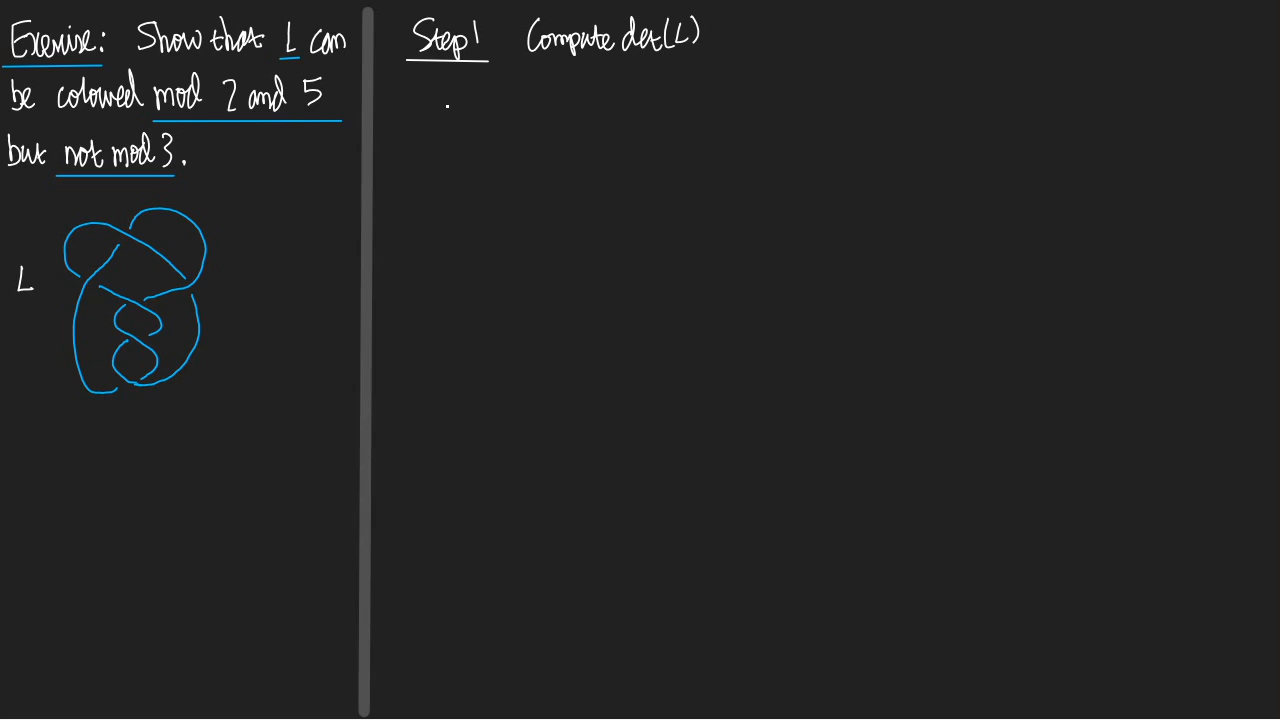 Exercise: Show that L can
be coloured mod 2 and 5
but not mod 3.
L
Step 1 Compute det(L)